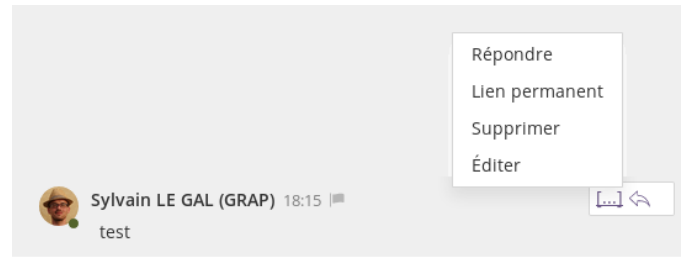 Répondre
Lien permanent
Supprimer
Éditer
Sylvain LE GAL (GRAP) 18:15
[...]
test